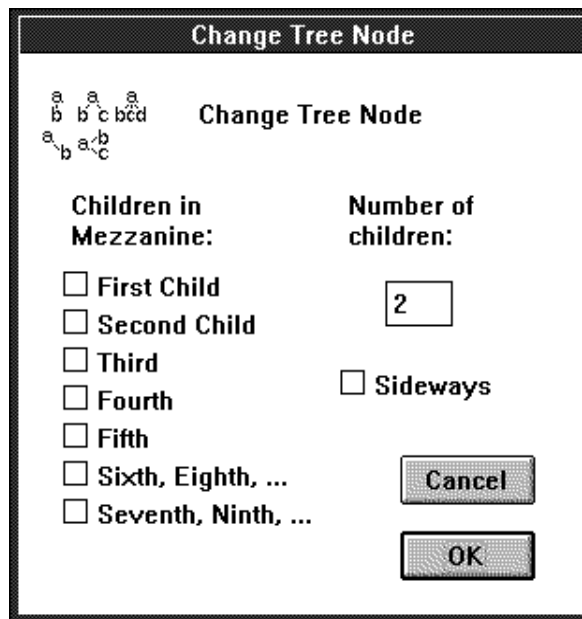 Change Tree Node
a a a
b b c bcd
a b
b a c
Change Tree Node
Children in
Mezzanine:
First Child
Second Child
Third
Fourth
Fifth
Sixth, Eighth, ...
Seventh, Ninth, ...
Number of
children:
2
Sideways
Cancel
OK